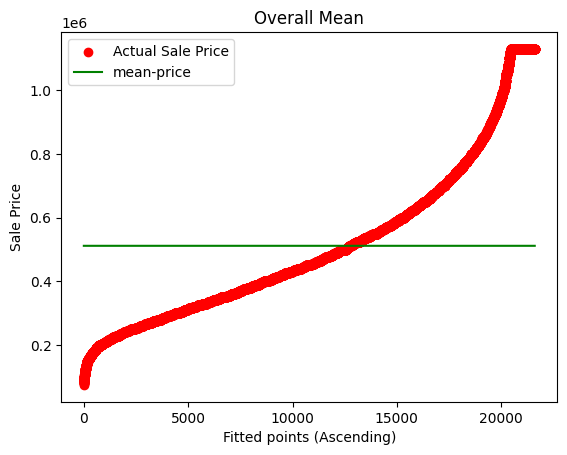 Overall Mean
1e6
Actual Sale Price
mean-price
1.0
0.8
0.6
0.4
0.2
Sale Price
0 5000 10000 15000 20000
Fitted points (Ascending)